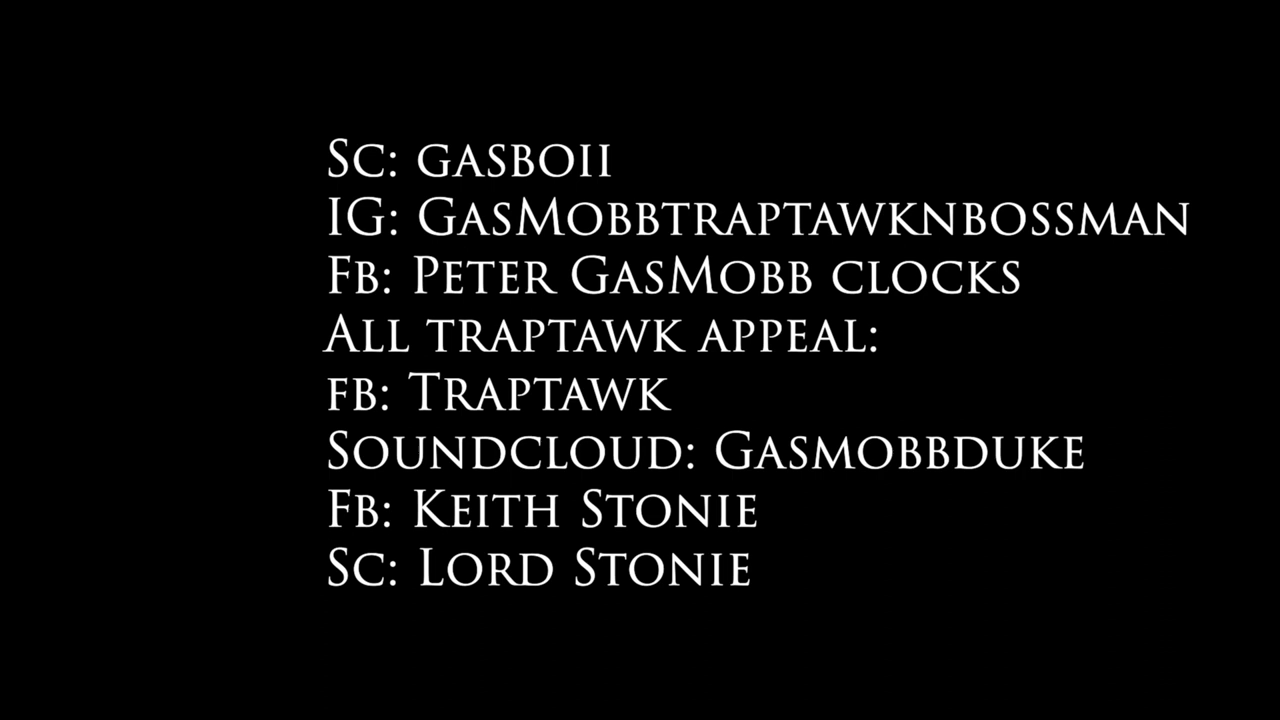 Sc: gasboii
IG: GasMobbtraptawknbossman
Fb: Peter GasMobb clocks
All traptawk appeal:
fb: Traptawk
Soundcloud: Gasmobbduke
Fb: Keith Stonie
Sc: Lord Stonie